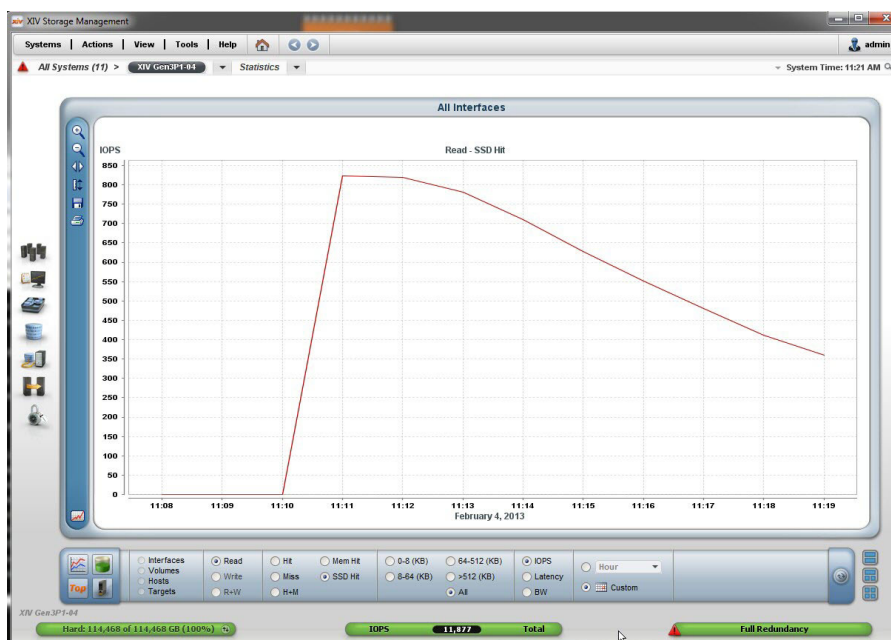 XIV XIV Storage Management
Systems | Actions | View | Tools | Help
admin
All Systems (11) > XIV Gen3P1-04 Statistics
System Time: 11:21 AM
All Interfaces
IOPS
Read - SSD Hit
850
800
750
700
650
600
550
500
450
400
350
300
250
200
150
100
50
0
11:08 11:09 11:10 11:11 11:12 11:13 11:14 11:15 11:16 11:17 11:18 11:19
February 4, 2013
Interfaces Read Hit Mem Hit 0-8 (KB) 64-512 (KB) IOPS Hour
Volumes
Hosts Write Miss SSD Hit 8-64 (KB) >512 (KB) Latency Custom
Targets R+W H+M All BW
Top
XIV Gen3P1-04
Hard: 114,468 of 114,468 GB (100%) IOPS 11,877 Total Full Redundancy